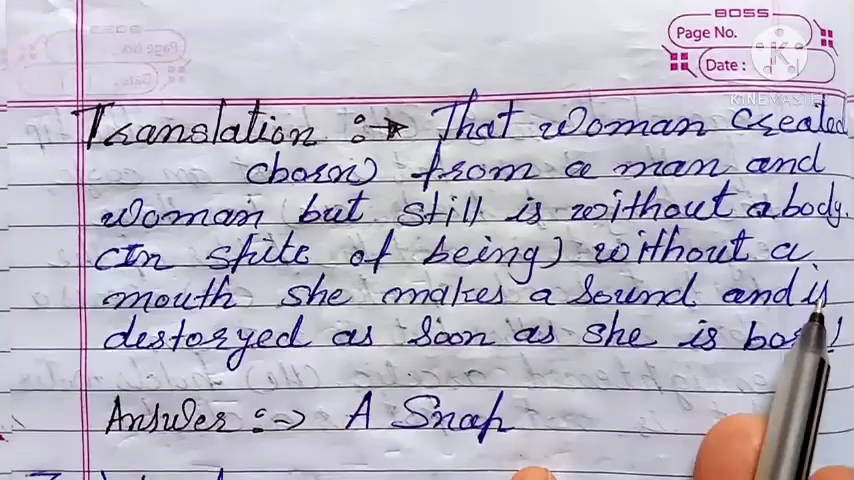 BOSS
Page No.
Date :
KINEMASTER
Translation :→ That woman created
(born) from a man and
woman but still is without a body.
(In spite of being) without a
mouth she makes a sound and is
destoryed as soon as she is born!
Answer :→ A Snap